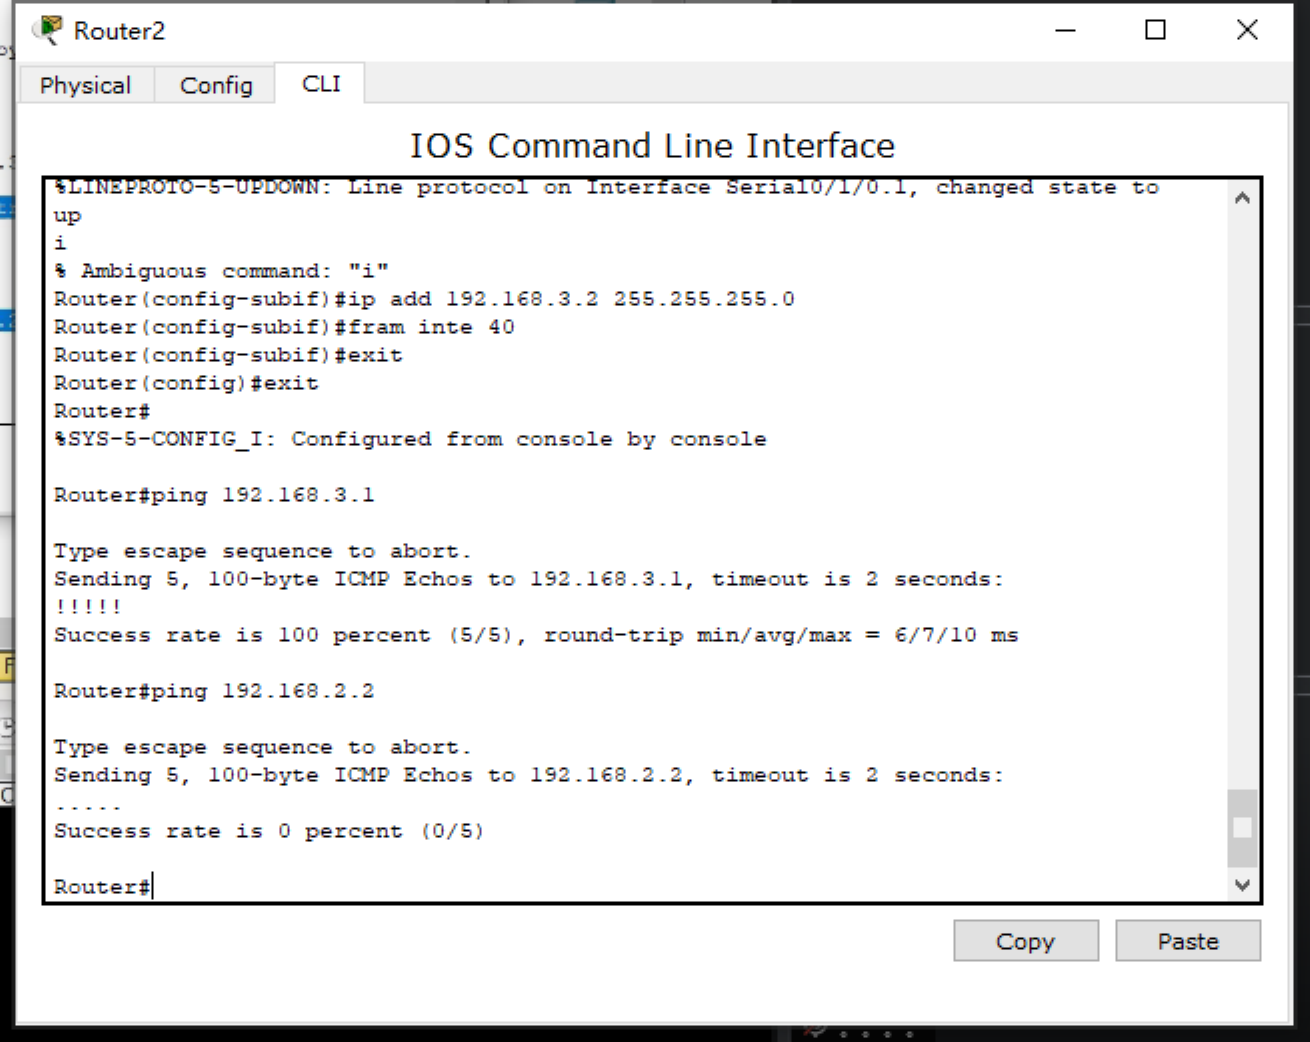 Router2
Physical
Config
CLI
IOS Command Line Interface
%LINEPROTO-5-UPDOWN: Line protocol on Interface Serial0/1/0.1, changed state to
up
i
% Ambiguous command: "i"
Router(config-subif)#ip add 192.168.3.2 255.255.255.0
Router(config-subif)#fram inte 40
Router(config-subif)#exit
Router(config)#exit
Router#
%SYS-5-CONFIG_I: Configured from console by console
Router#ping 192.168.3.1
Type escape sequence to abort.
Sending 5, 100-byte ICMP Echos to 192.168.3.1, timeout is 2 seconds:
!!!!!
Success rate is 100 percent (5/5), round-trip min/avg/max = 6/7/10 ms
Router#ping 192.168.2.2
Type escape sequence to abort.
Sending 5, 100-byte ICMP Echos to 192.168.2.2, timeout is 2 seconds:
.....
Success rate is 0 percent (0/5)
Router#
Copy
Paste